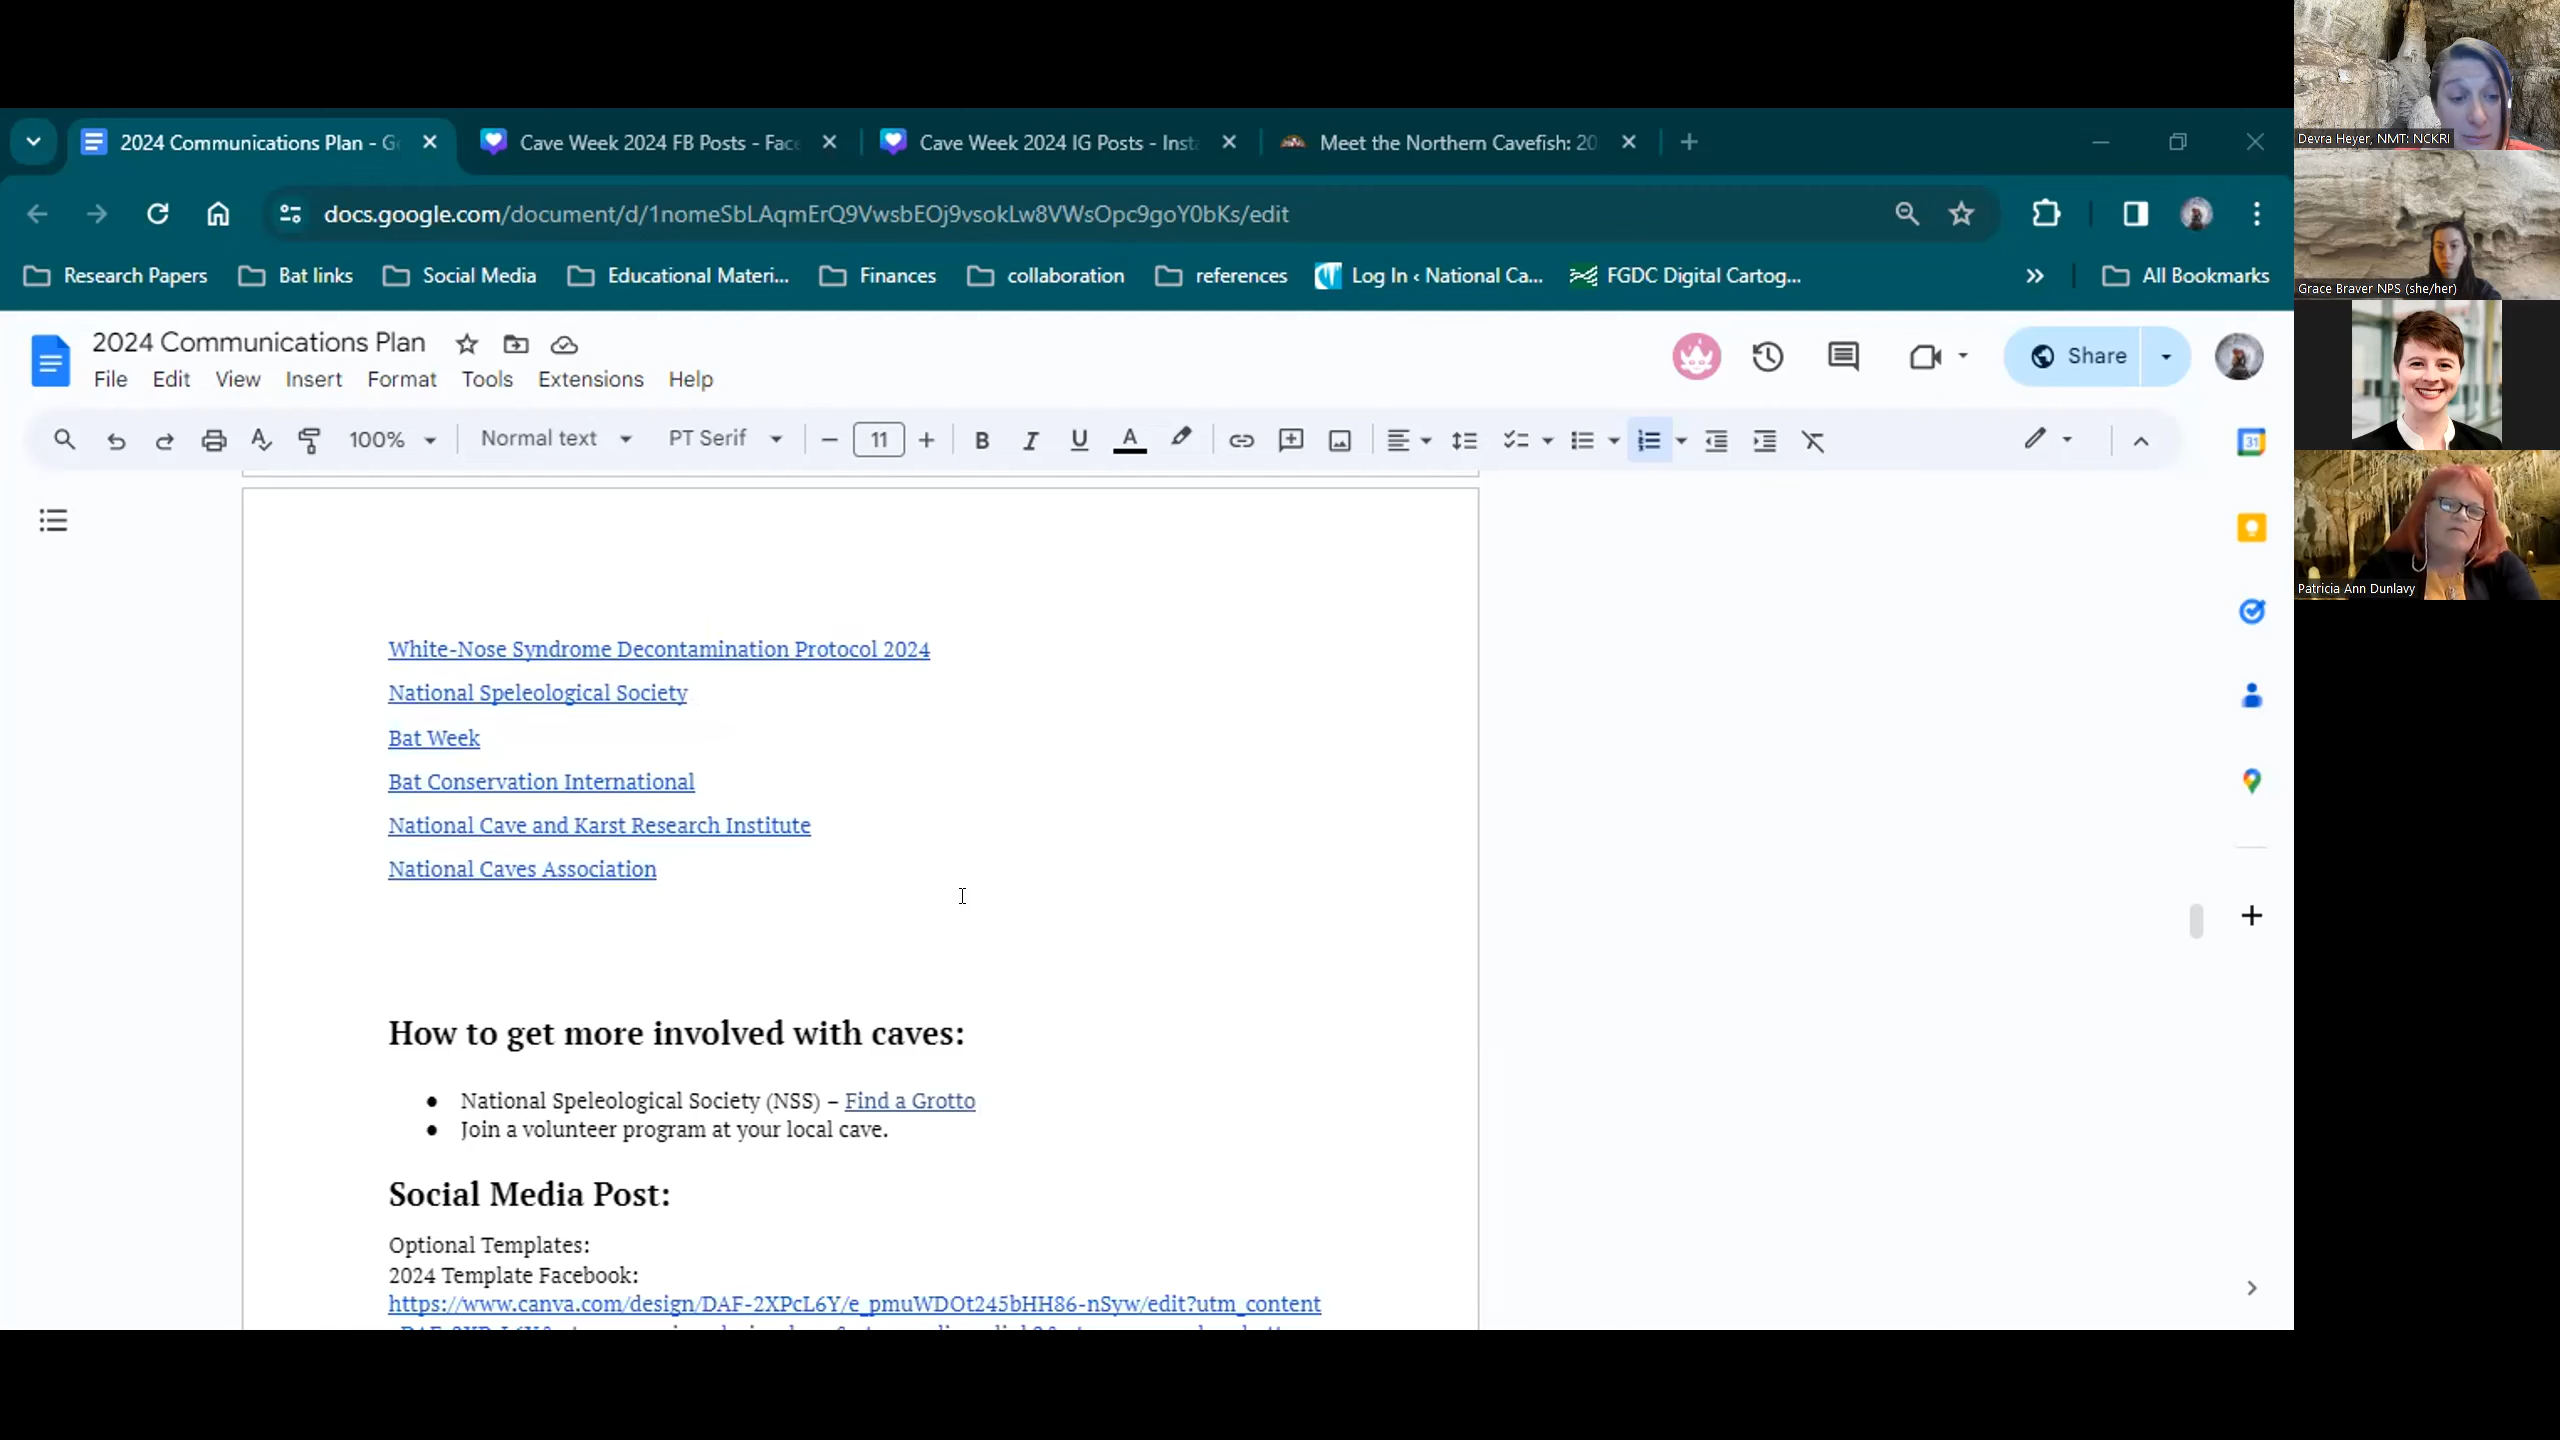 2024 Communications Plan - G
Cave Week 2024 FB Posts - Face
Cave Week 2024 IG Posts - Inst
Meet the Northern Cavefish: 20
docs.google.com/document/d/1nomeSbLAqmErQ9VwsbEOj9vsokLw8VWsOpc9goY0bKs/edit
Research Papers
Bat links
Social Media
Educational Materi...
Finances
collaboration
references
Log In ‹ National Ca...
FGDC Digital Cartog...
All Bookmarks
2024 Communications Plan
File Edit View Insert Format Tools Extensions Help
Share
100% Normal text PT Serif 11 B I U A
White-Nose Syndrome Decontamination Protocol 2024
National Speleological Society
Bat Week
Bat Conservation International
National Cave and Karst Research Institute
National Caves Association
How to get more involved with caves:
● National Speleological Society (NSS) – Find a Grotto
● Join a volunteer program at your local cave.
Social Media Post:
Optional Templates:
2024 Template Facebook:
https://www.canva.com/design/DAF-2XPcL6Y/e_pmuWDOt245bHH86-nSyw/edit?utm_content
31
Devra Heyer, NMT: NCKRI
Grace Braver NPS (she/her)
Patricia Ann Dunlavy